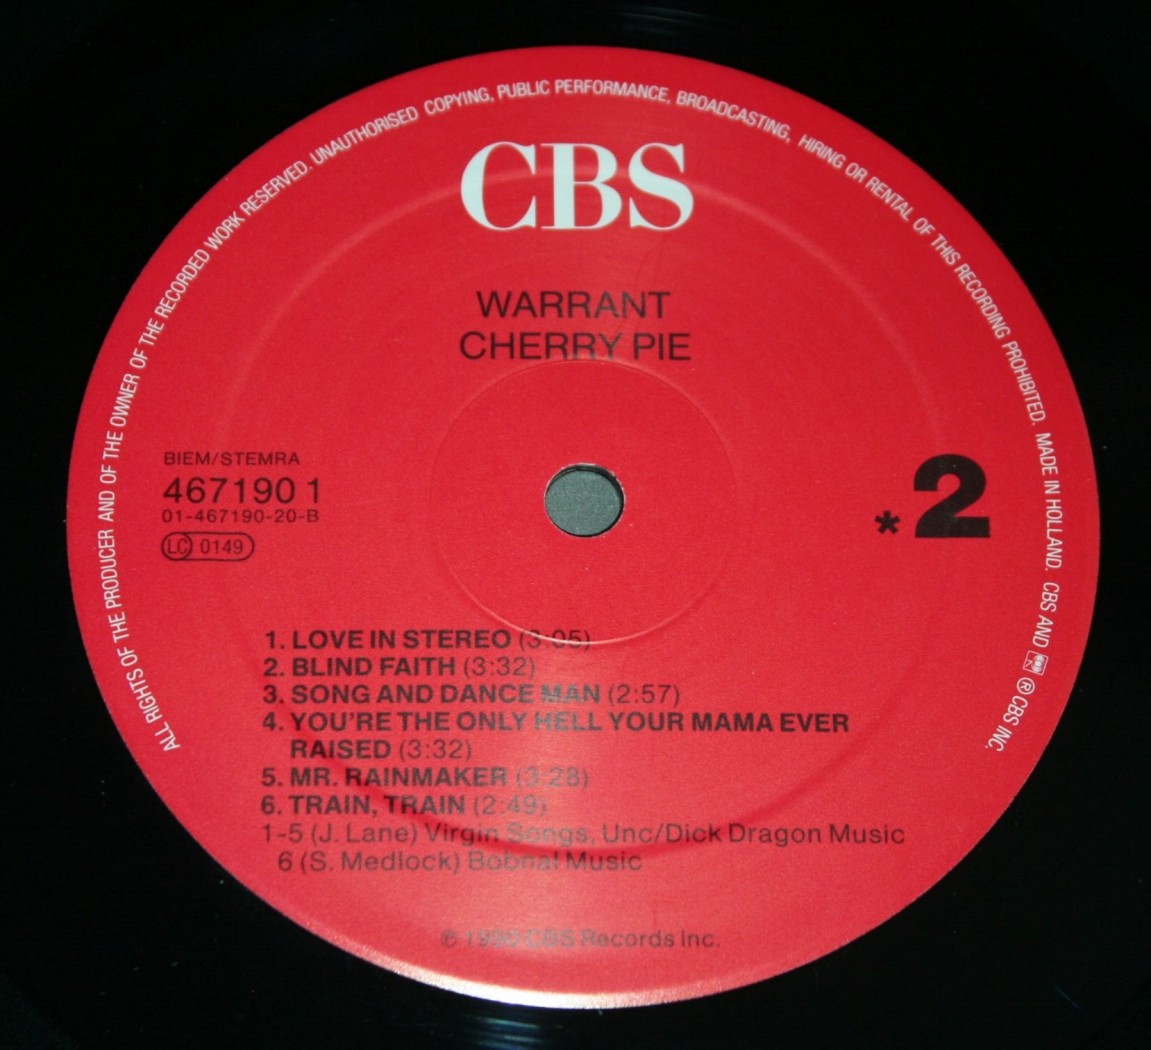 ALL RIGHTS OF THE PRODUCER AND OF THE OWNER OF THE RECORDED WORK RESERVED. UNAUTHORISED COPYING, PUBLIC PERFORMANCE, BROADCASTING, HIRING OR RENTAL OF THIS RECORDING PROHIBITED. MADE IN HOLLAND. CBS AND ® CBS INC.
CBS
WARRANT
CHERRY PIE
BIEM/STEMRA
467190 1
01-467190-20-B
LC 0149
*2
1. LOVE IN STEREO (3:05)
2. BLIND FAITH (3:32)
3. SONG AND DANCE MAN (2:57)
4. YOU'RE THE ONLY HELL YOUR MAMA EVER
RAISED (3:32)
5. MR. RAINMAKER (3:28)
6. TRAIN, TRAIN (2:49)
1-5 (J. Lane) Virgin Songs, Unc/Dick Dragon Music
6 (S. Medlock) Bobnal Music
℗ 1990 CBS Records Inc.